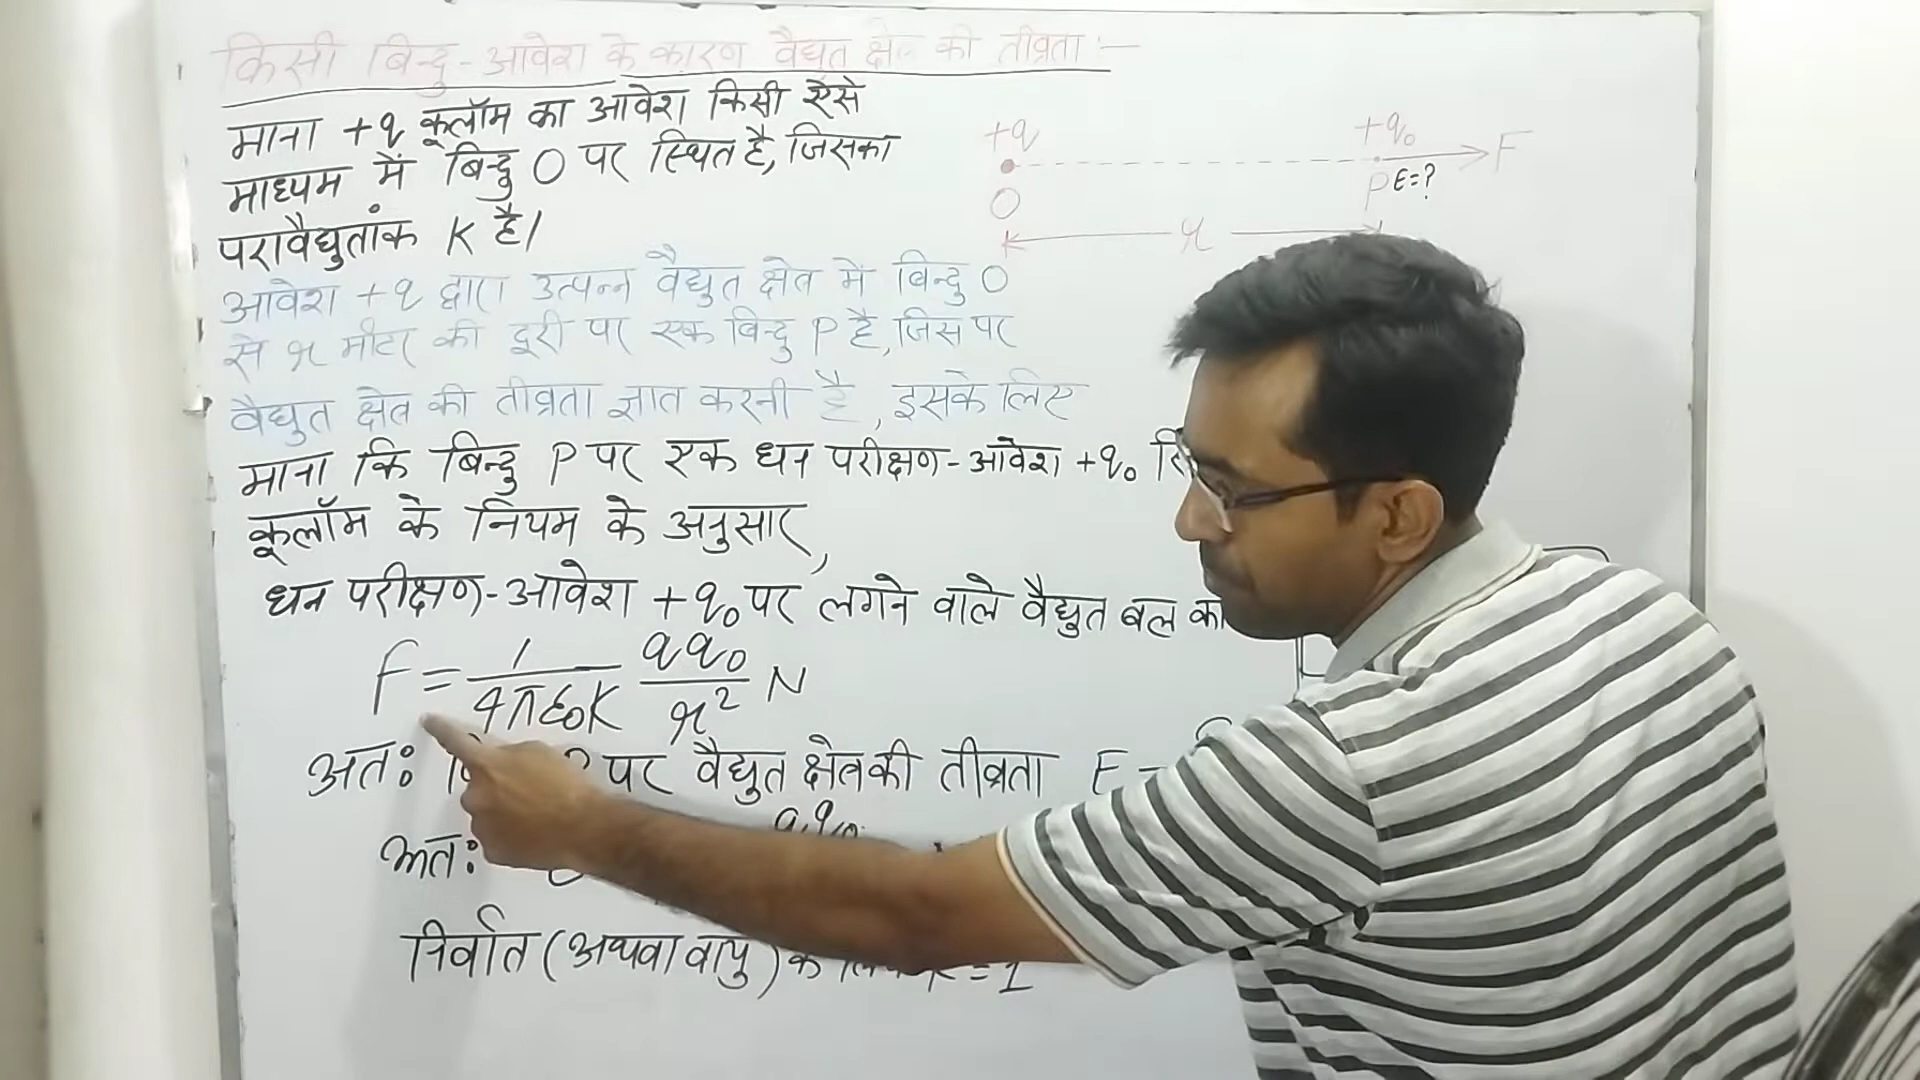 किसी बिन्दु-आवेश के कारण वैद्युत क्षेत्र की तीव्रता :—
माना +q कूलॉम का आवेश किसी ऐसे
माध्यम में बिन्दु O पर स्थित है, जिसका
परावैद्युतांक K है।
+q
+q₀
F
O
P E=?
r
आवेश +q द्वारा उत्पन्न वैद्युत क्षेत्र में बिन्दु O
से r मीटर की दूरी पर एक बिन्दु P है, जिस पर
वैद्युत क्षेत्र की तीव्रता ज्ञात करनी है, इसके लिए
माना कि बिन्दु P पर एक धन परीक्षण-आवेश +q₀
कूलॉम के नियम के अनुसार,
धन परीक्षण-आवेश +q₀ पर लगने वाले वैद्युत बल का
F = 1/4πε₀K qq₀/r² N
अतः पर वैद्युत क्षेत्र की तीव्रता E =
अतः
निर्वात (अथवा वायु) के = 1